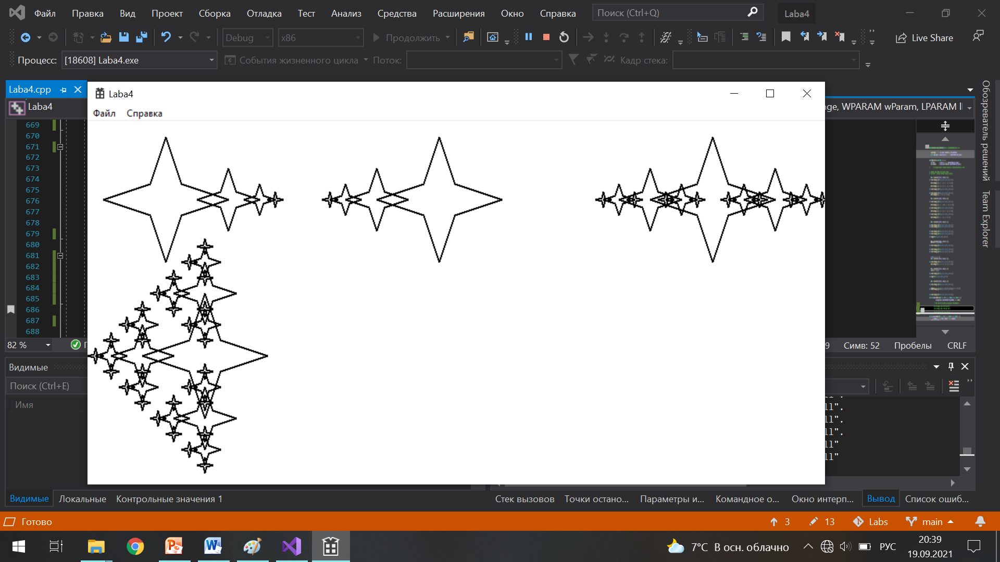 Файл Правка Вид Проект Сборка Отладка Тест Анализ Средства Расширения Окно Справка Поиск (Ctrl+Q) Laba4
Debug x86 Продолжить Live Share
Процесс: [18608] Laba4.exe События жизненного цикла Поток: Кадр стека:
Laba4.cpp
Laba4
Laba4
Файл Справка
ge, WPARAM wParam, LPARAM l
669
670
671
672
673
674
675
676
677
678
679
680
681
682
683
684
685
686
687
688
82 %
9 Симв: 52 Пробелы CRLF
Обозреватель решений
Team Explorer
Видимые
Поиск (Ctrl+E)
Имя
ll".
ll".
ll".
ll"
ll"
Видимые Локальные Контрольные значения 1
Стек вызовов Точки остано... Параметры и... Командное о... Окно интерп... Вывод Список ошиб...
Готово 3 13 Labs main
7°C В осн. облачно РУС
20:39
19.09.2021